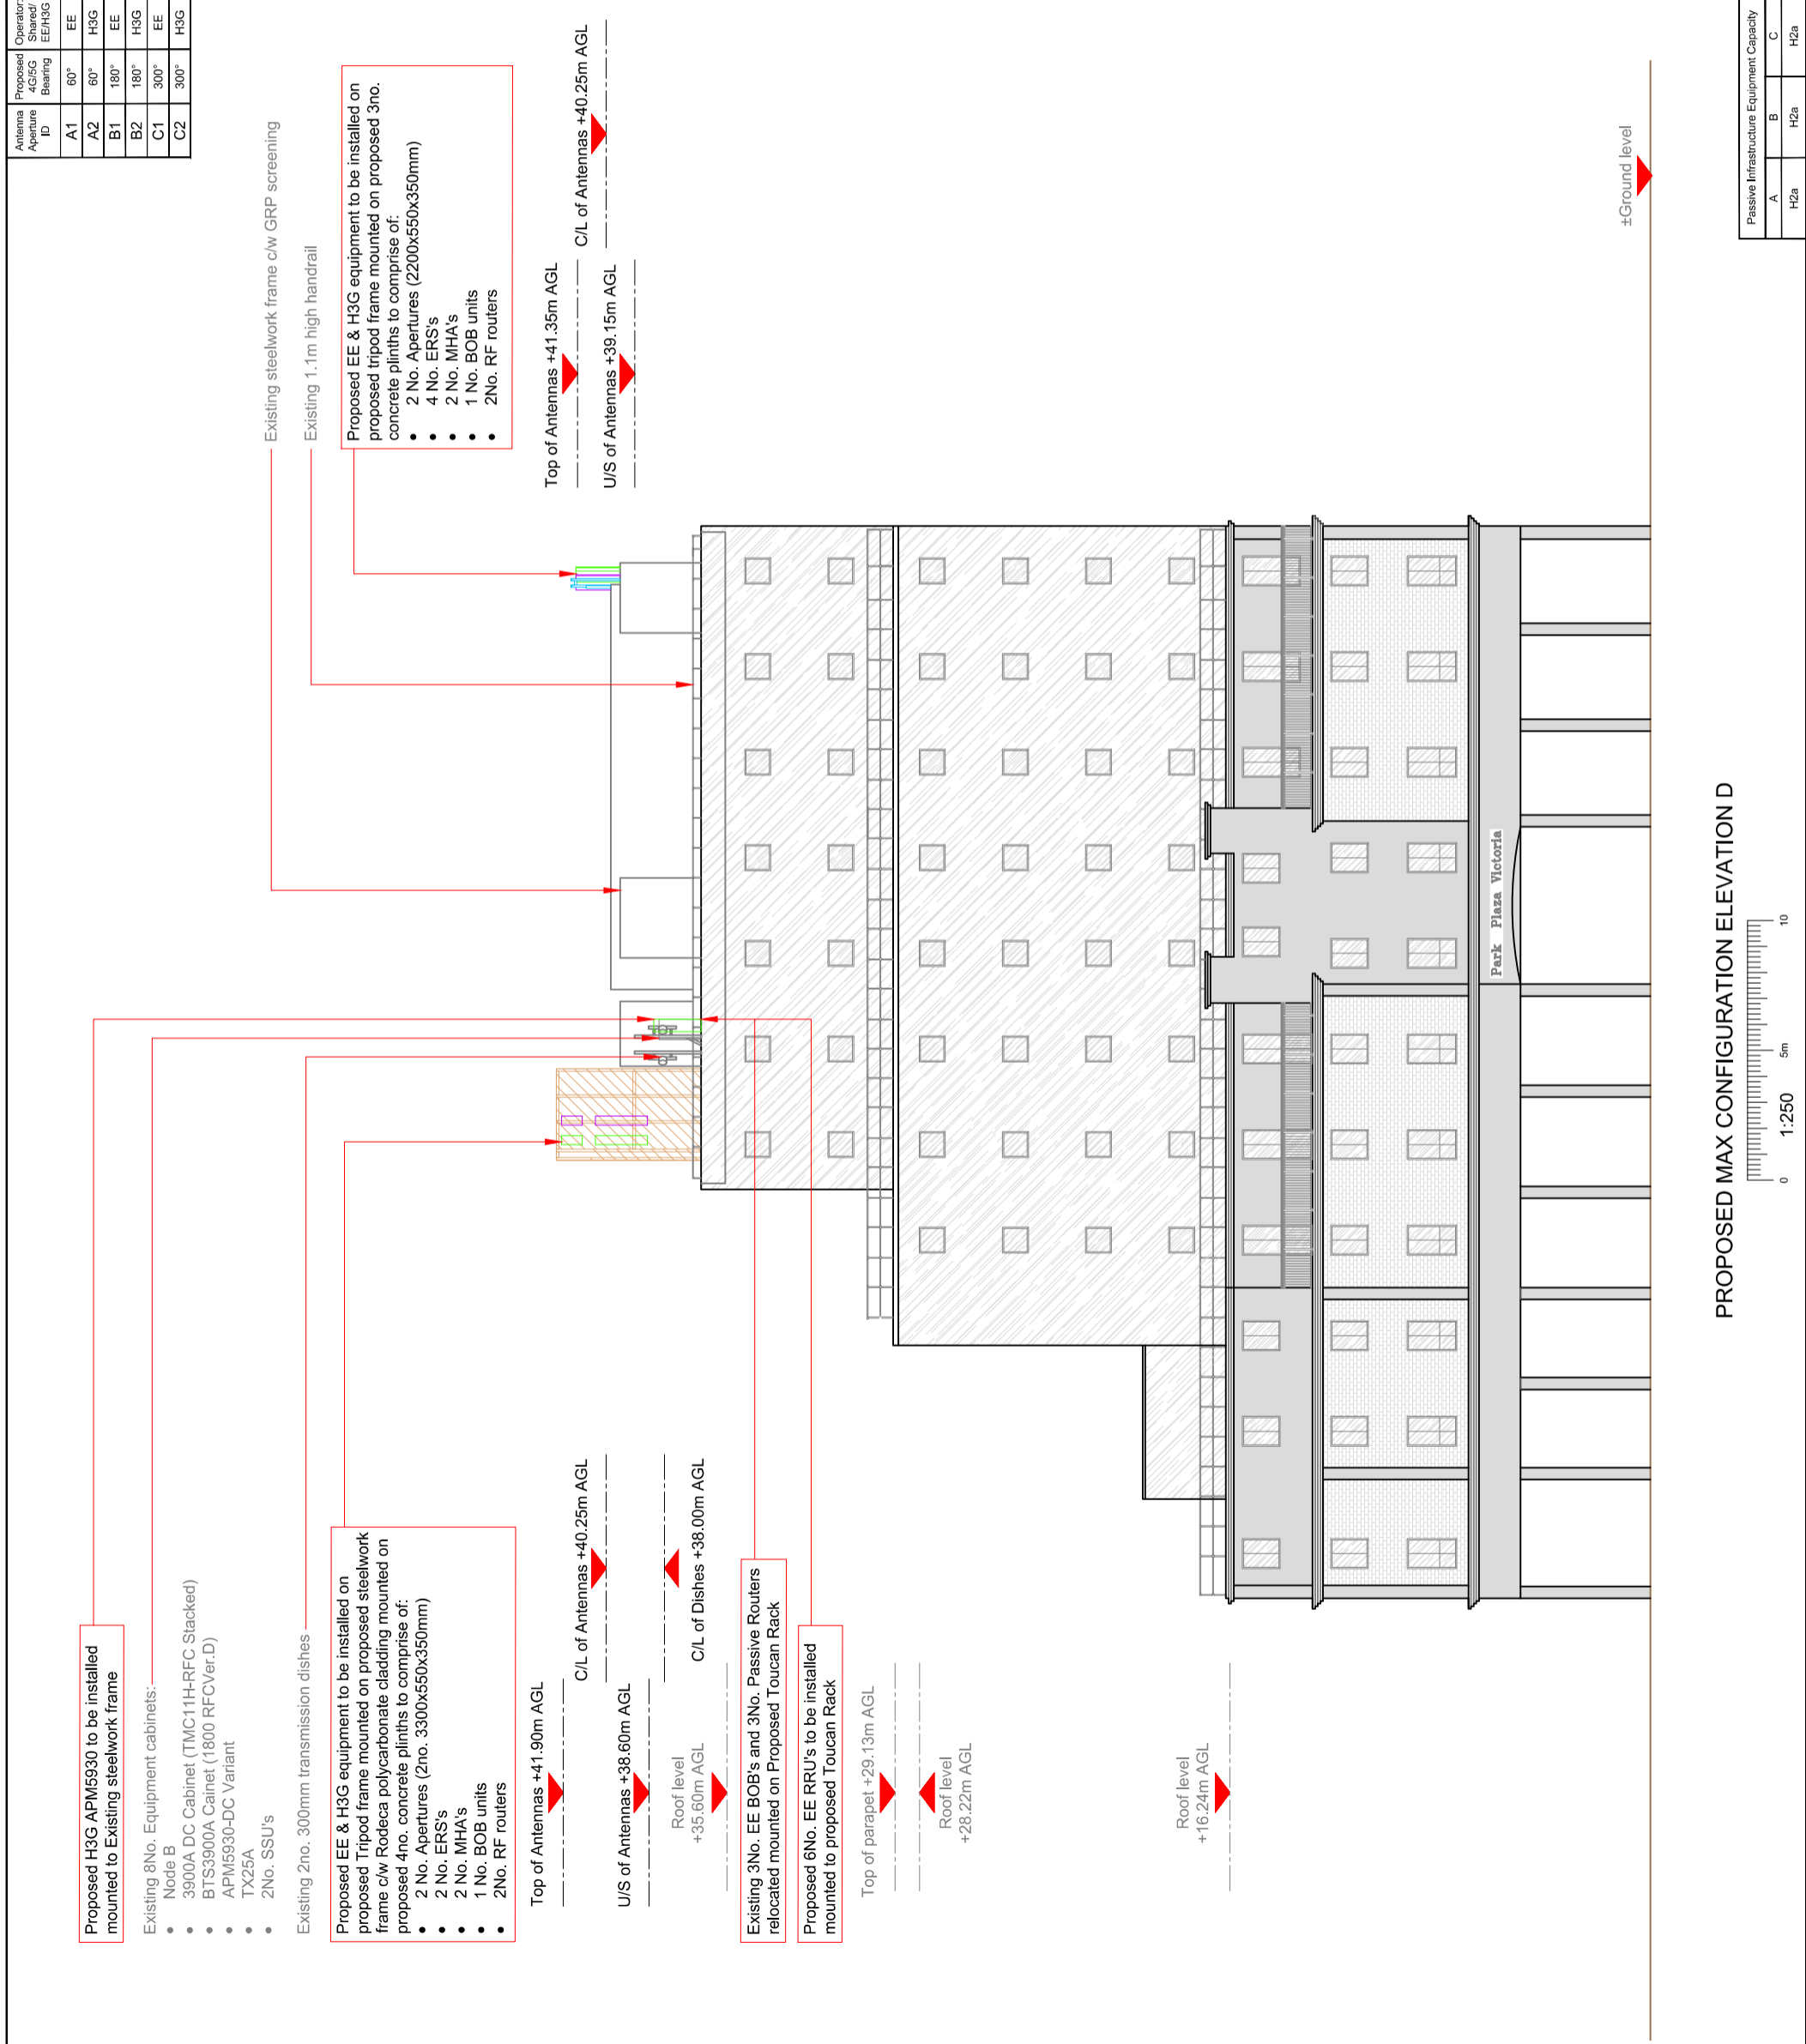 Proposed H3G APM5930 to be installed
mounted to Existing steelwork frame
Existing 8No. Equipment cabinets:
• Node B
• 3900A DC Cabinet (TMC11H-RFC Stacked)
• BTS3900A Cainet (1800 RFCVer.D)
• APM5930-DC Variant
• TX25A
• 2No. SSU's
Existing 2no. 300mm transmission dishes
Proposed EE & H3G equipment to be installed on
proposed Tripod frame mounted on proposed steelwork
frame c/w Rodeca polycarbonate cladding mounted on
proposed 4no. concrete plinths to comprise of:
• 2 No. Apertures (2no. 3300x550x350mm)
• 2 No. ERS's
• 2 No. MHA's
• 1 No. BOB units
• 2No. RF routers
Top of Antennas +41.90m AGL
C/L of Antennas +40.25m AGL
U/S of Antennas +38.60m AGL
C/L of Dishes +38.00m AGL
Roof level
+35.60m AGL
Existing 3No. EE BOB's and 3No. Passive Routers
relocated mounted on Proposed Toucan Rack
Proposed 6No. EE RRU's to be installed
mounted to proposed Toucan Rack
Top of parapet +29.13m AGL
Roof level
+28.22m AGL
Roof level
+16.24m AGL
Antenna Aperture ID Proposed 4G/5G Bearing Operator: Shared/ EE/H3G
A1 60° EE
A2 60° H3G
B1 180° EE
B2 180° H3G
C1 300° EE
C2 300° H3G
Existing steelwork frame c/w GRP screening
Existing 1.1m high handrail
Proposed EE & H3G equipment to be installed on
proposed tripod frame mounted on proposed 3no.
concrete plinths to comprise of:
• 2 No. Apertures (2200x550x350mm)
• 4 No. ERS's
• 2 No. MHA's
• 1 No. BOB units
• 2No. RF routers
Top of Antennas +41.35m AGL
C/L of Antennas +40.25m AGL
U/S of Antennas +39.15m AGL
Park Plaza Victoria
±Ground level
PROPOSED MAX CONFIGURATION ELEVATION D
0 5m 10
1:250
Passive Infrastructure Equipment Capacity
A B C
H2a H2a H2a